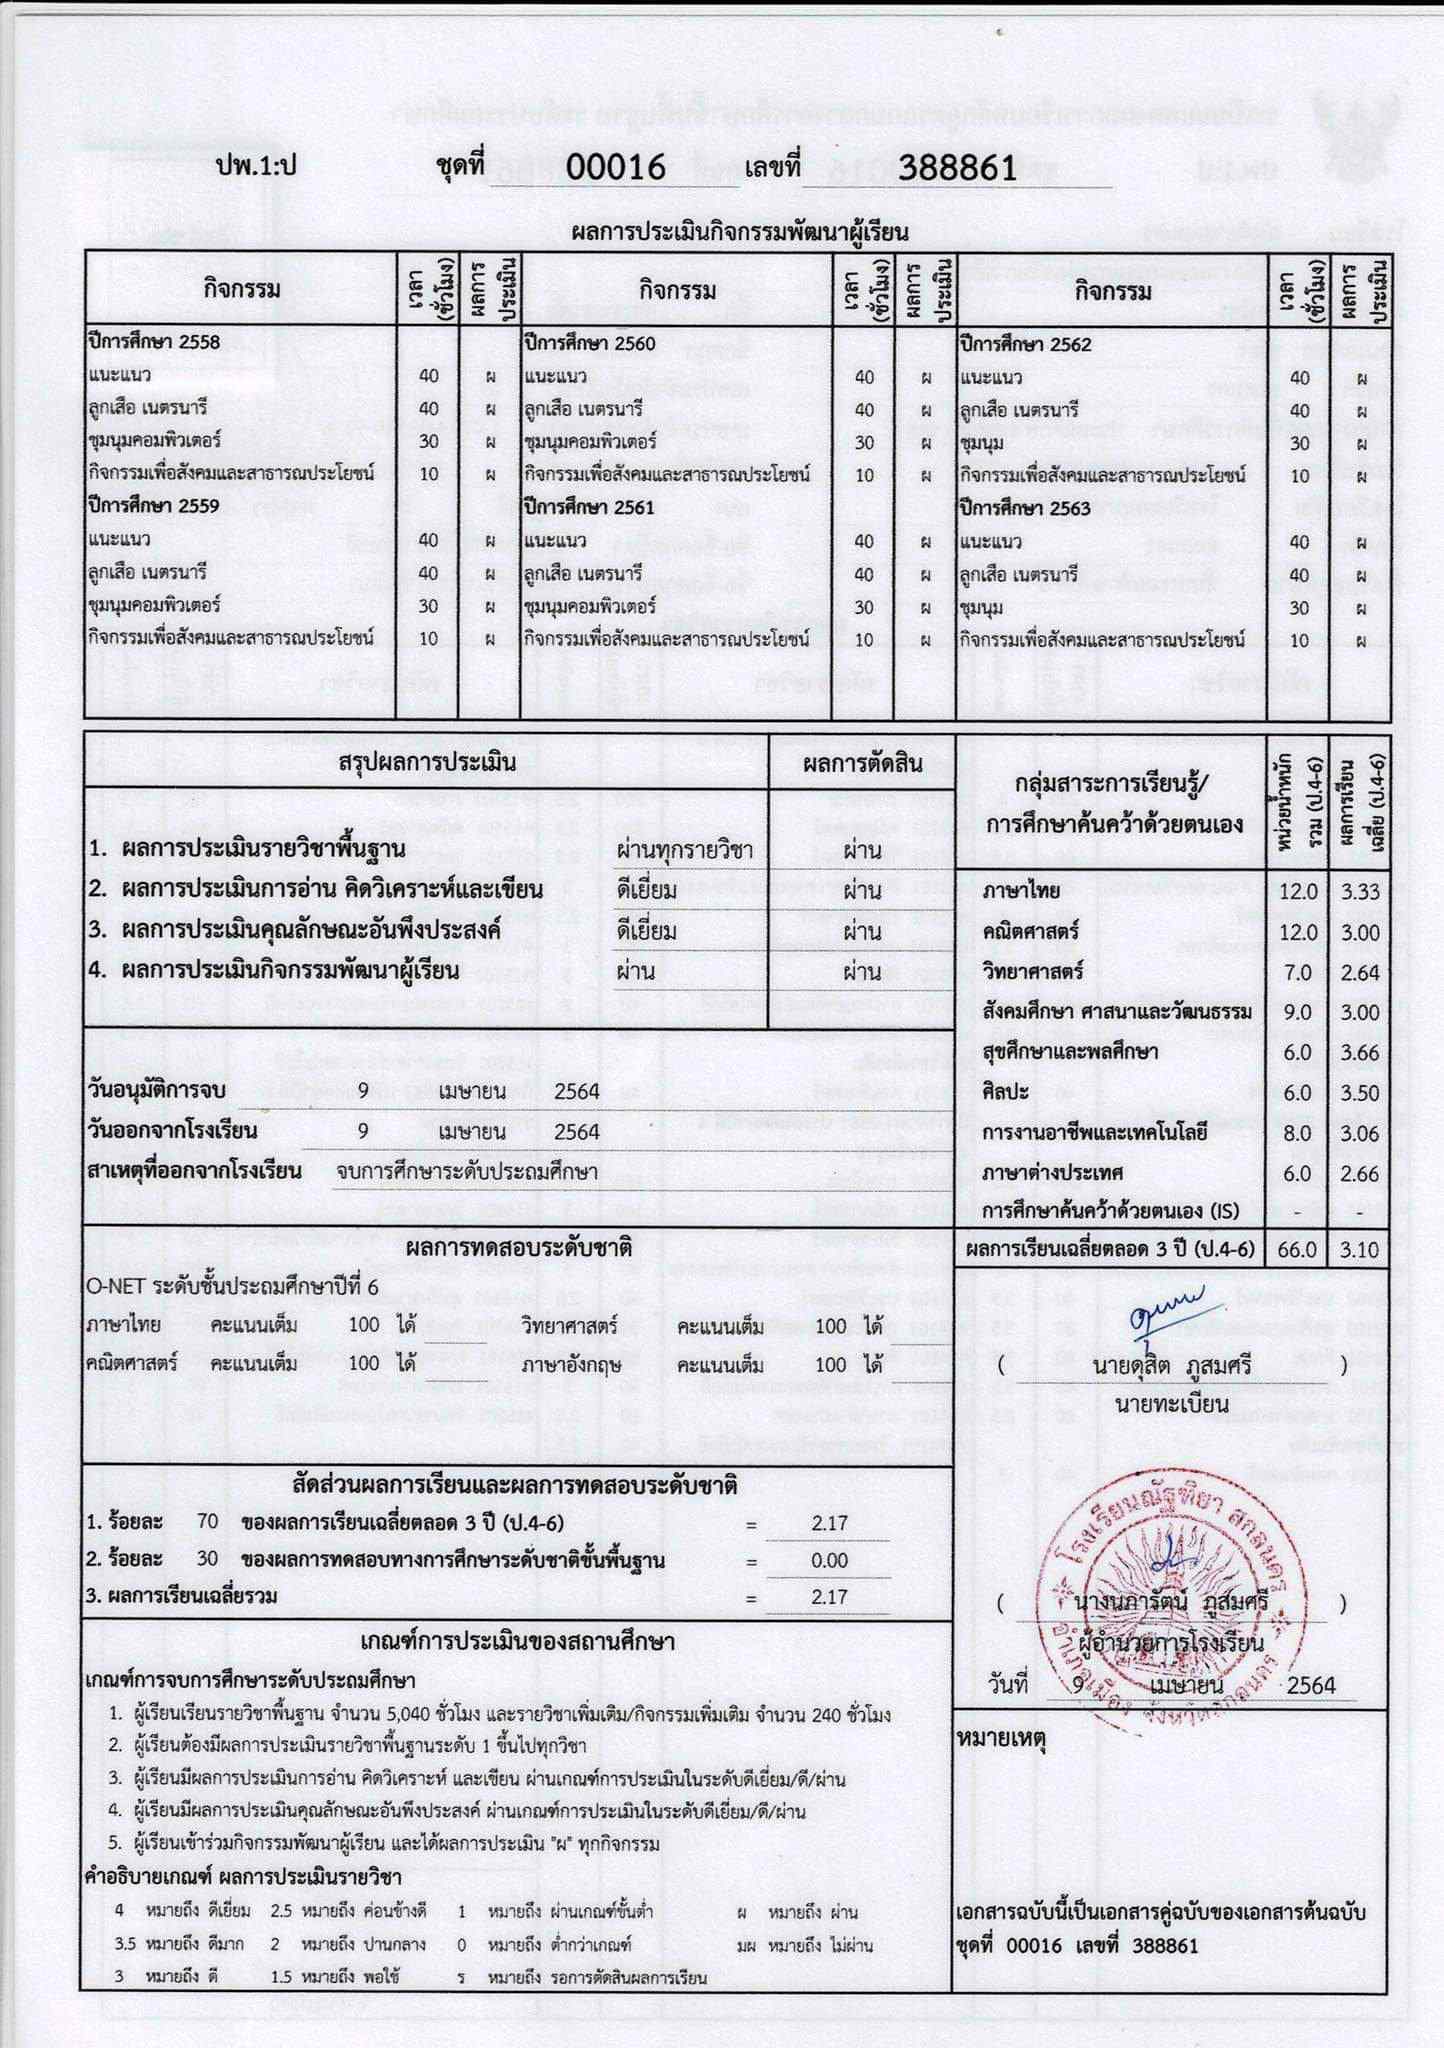 ปพ.1:ป ชุดที่ 00016 เลขที่ 388861
ผลการประเมินกิจกรรมพัฒนาผู้เรียน
กิจกรรม เวลา (ชั่วโมง) ผลการประเมิน กิจกรรม เวลา (ชั่วโมง) ผลการประเมิน กิจกรรม เวลา (ชั่วโมง) ผลการประเมิน
ปีการศึกษา 2558 ปีการศึกษา 2560 ปีการศึกษา 2562
แนะแนว 40 ผ แนะแนว 40 ผ แนะแนว 40 ผ
ลูกเสือ เนตรนารี 40 ผ ลูกเสือ เนตรนารี 40 ผ ลูกเสือ เนตรนารี 40 ผ
ชุมนุมคอมพิวเตอร์ 30 ผ ชุมนุมคอมพิวเตอร์ 30 ผ ชุมนุม 30 ผ
กิจกรรมเพื่อสังคมและสาธารณประโยชน์ 10 ผ กิจกรรมเพื่อสังคมและสาธารณประโยชน์ 10 ผ กิจกรรมเพื่อสังคมและสาธารณประโยชน์ 10 ผ
ปีการศึกษา 2559 ปีการศึกษา 2561 ปีการศึกษา 2563
แนะแนว 40 ผ แนะแนว 40 ผ แนะแนว 40 ผ
ลูกเสือ เนตรนารี 40 ผ ลูกเสือ เนตรนารี 40 ผ ลูกเสือ เนตรนารี 40 ผ
ชุมนุมคอมพิวเตอร์ 30 ผ ชุมนุมคอมพิวเตอร์ 30 ผ ชุมนุม 30 ผ
กิจกรรมเพื่อสังคมและสาธารณประโยชน์ 10 ผ กิจกรรมเพื่อสังคมและสาธารณประโยชน์ 10 ผ กิจกรรมเพื่อสังคมและสาธารณประโยชน์ 10 ผ
สรุปผลการประเมิน ผลการตัดสิน
1. ผลการประเมินรายวิชาพื้นฐาน ผ่านทุกรายวิชา ผ่าน
2. ผลการประเมินการอ่าน คิดวิเคราะห์และเขียน ดีเยี่ยม ผ่าน
3. ผลการประเมินคุณลักษณะอันพึงประสงค์ ดีเยี่ยม ผ่าน
4. ผลการประเมินกิจกรรมพัฒนาผู้เรียน ผ่าน ผ่าน
วันอนุมัติการจบ 9 เมษายน 2564
วันออกจากโรงเรียน 9 เมษายน 2564
สาเหตุที่ออกจากโรงเรียน จบการศึกษาระดับประถมศึกษา
กลุ่มสาระการเรียนรู้/
การศึกษาค้นคว้าด้วยตนเอง หน่วยน้ำหนักรวม (ป.4-6) ผลการเรียนเฉลี่ย (ป.4-6)
ภาษาไทย 12.0 3.33
คณิตศาสตร์ 12.0 3.00
วิทยาศาสตร์ 7.0 2.64
สังคมศึกษา ศาสนาและวัฒนธรรม 9.0 3.00
สุขศึกษาและพลศึกษา 6.0 3.66
ศิลปะ 6.0 3.50
การงานอาชีพและเทคโนโลยี 8.0 3.06
ภาษาต่างประเทศ 6.0 2.66
การศึกษาค้นคว้าด้วยตนเอง (IS) - -
ผลการเรียนเฉลี่ยตลอด 3 ปี (ป.4-6) 66.0 3.10
ผลการทดสอบระดับชาติ
O-NET ระดับชั้นประถมศึกษาปีที่ 6
ภาษาไทย คะแนนเต็ม 100 ได้ วิทยาศาสตร์ คะแนนเต็ม 100 ได้
คณิตศาสตร์ คะแนนเต็ม 100 ได้ ภาษาอังกฤษ คะแนนเต็ม 100 ได้
สัดส่วนผลการเรียนและผลการทดสอบระดับชาติ
1. ร้อยละ 70 ของผลการเรียนเฉลี่ยตลอด 3 ปี (ป.4-6) = 2.17
2. ร้อยละ 30 ของผลการทดสอบทางการศึกษาระดับชาติขั้นพื้นฐาน = 0.00
3. ผลการเรียนเฉลี่ยรวม = 2.17
( นายดุสิต ภูสมศรี )
นายทะเบียน
โรงเรียนณัฐฑิยา สกลนคร
( นางนภารัตน์ ภูสมศรี )
ผู้อำนวยการโรงเรียน
วันที่ 9 เมษายน 2564
อำเภอเมือง จังหวัดสกลนคร
เกณฑ์การประเมินของสถานศึกษา
เกณฑ์การจบการศึกษาระดับประถมศึกษา
1. ผู้เรียนเรียนรายวิชาพื้นฐาน จำนวน 5,040 ชั่วโมง และรายวิชาเพิ่มเติม/กิจกรรมเพิ่มเติม จำนวน 240 ชั่วโมง
2. ผู้เรียนต้องมีผลการประเมินรายวิชาพื้นฐานระดับ 1 ขึ้นไปทุกวิชา
3. ผู้เรียนมีผลการประเมินการอ่าน คิดวิเคราะห์ และเขียน ผ่านเกณฑ์การประเมินในระดับดีเยี่ยม/ดี/ผ่าน
4. ผู้เรียนมีผลการประเมินคุณลักษณะอันพึงประสงค์ ผ่านเกณฑ์การประเมินในระดับดีเยี่ยม/ดี/ผ่าน
5. ผู้เรียนเข้าร่วมกิจกรรมพัฒนาผู้เรียน และได้ผลการประเมิน "ผ" ทุกกิจกรรม
คำอธิบายเกณฑ์ ผลการประเมินรายวิชา
4 หมายถึง ดีเยี่ยม 2.5 หมายถึง ค่อนข้างดี 1 หมายถึง ผ่านเกณฑ์ขั้นต่ำ ผ หมายถึง ผ่าน
3.5 หมายถึง ดีมาก 2 หมายถึง ปานกลาง 0 หมายถึง ต่ำกว่าเกณฑ์ มผ หมายถึง ไม่ผ่าน
3 หมายถึง ดี 1.5 หมายถึง พอใช้ ร หมายถึง รอการตัดสินผลการเรียน
หมายเหตุ
เอกสารฉบับนี้เป็นเอกสารคู่ฉบับของเอกสารต้นฉบับ
ชุดที่ 00016 เลขที่ 388861